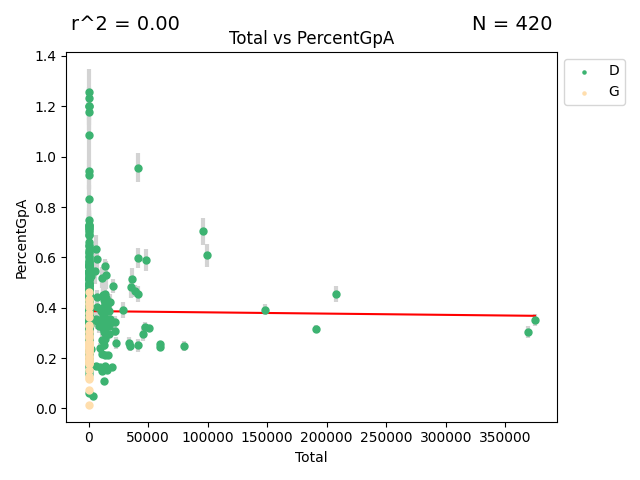 r^2 = 0.00
N = 420
Total vs PercentGpA
D
G
PercentGpA
1.4
1.2
1.0
0.8
0.6
0.4
0.2
0.0
0 50000 100000 150000 200000 250000 300000 350000
Total